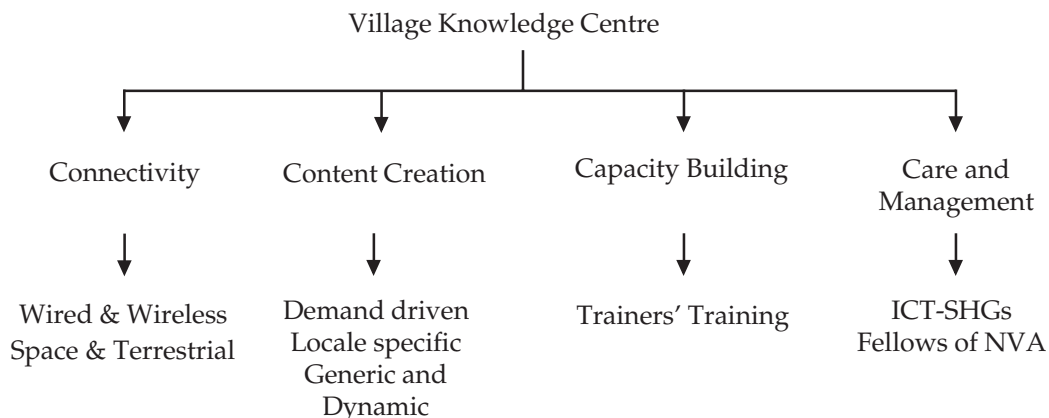 Village Knowledge Centre
Connectivity
Content Creation
Capacity Building
Care and
Management
Wired & Wireless
Space & Terrestrial
Demand driven
Locale specific
Generic and
Dynamic
Trainers’ Training
ICT-SHGs
Fellows of NVA